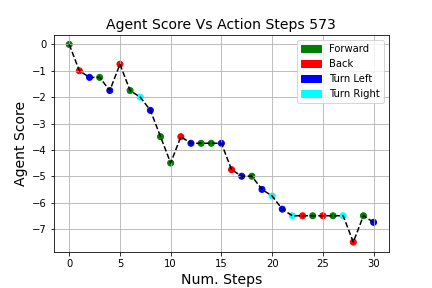 Agent Score Vs Action Steps 573
Agent Score
0
−1
−2
−3
−4
−5
−6
−7
Forward
Back
Turn Left
Turn Right
0 5 10 15 20 25 30
Num. Steps